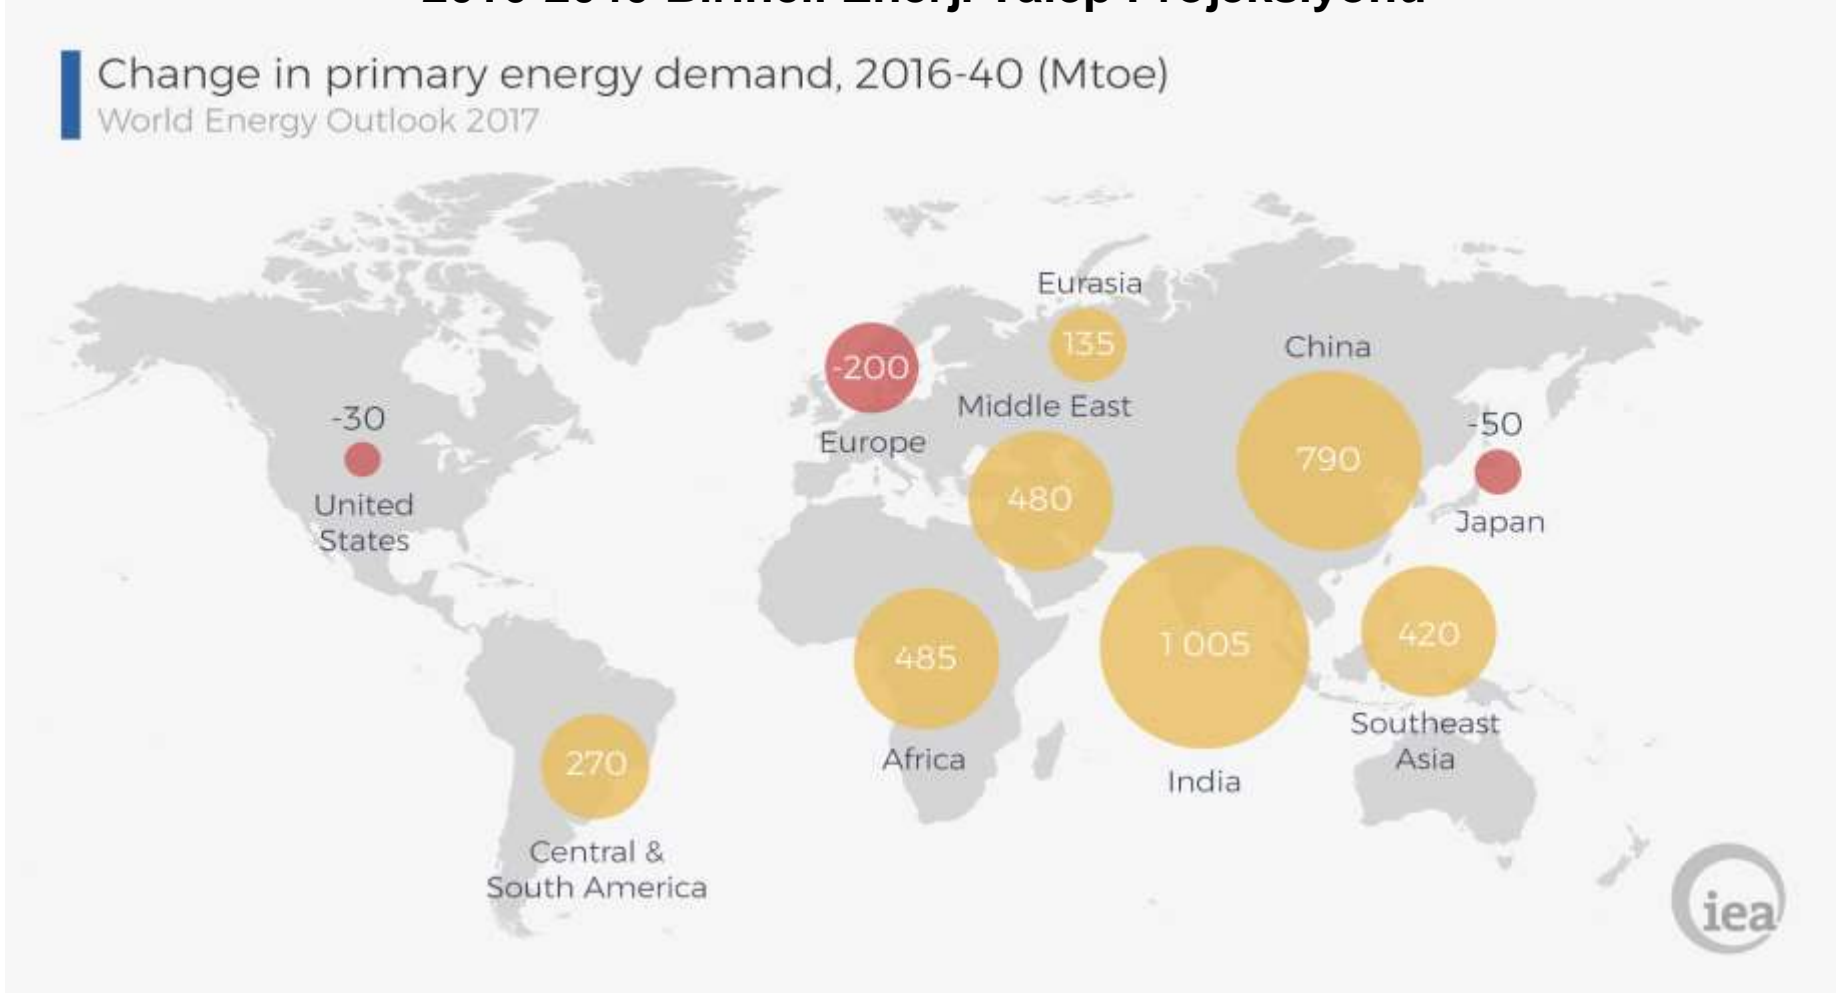 Change in primary energy demand, 2016-40 (Mtoe)
World Energy Outlook 2017
Eurasia
135
China
790
-200
Europe
Middle East
480
-30
United
States
-50
Japan
485
Africa
1 005
India
420
Southeast
Asia
270
Central &
South America
iea